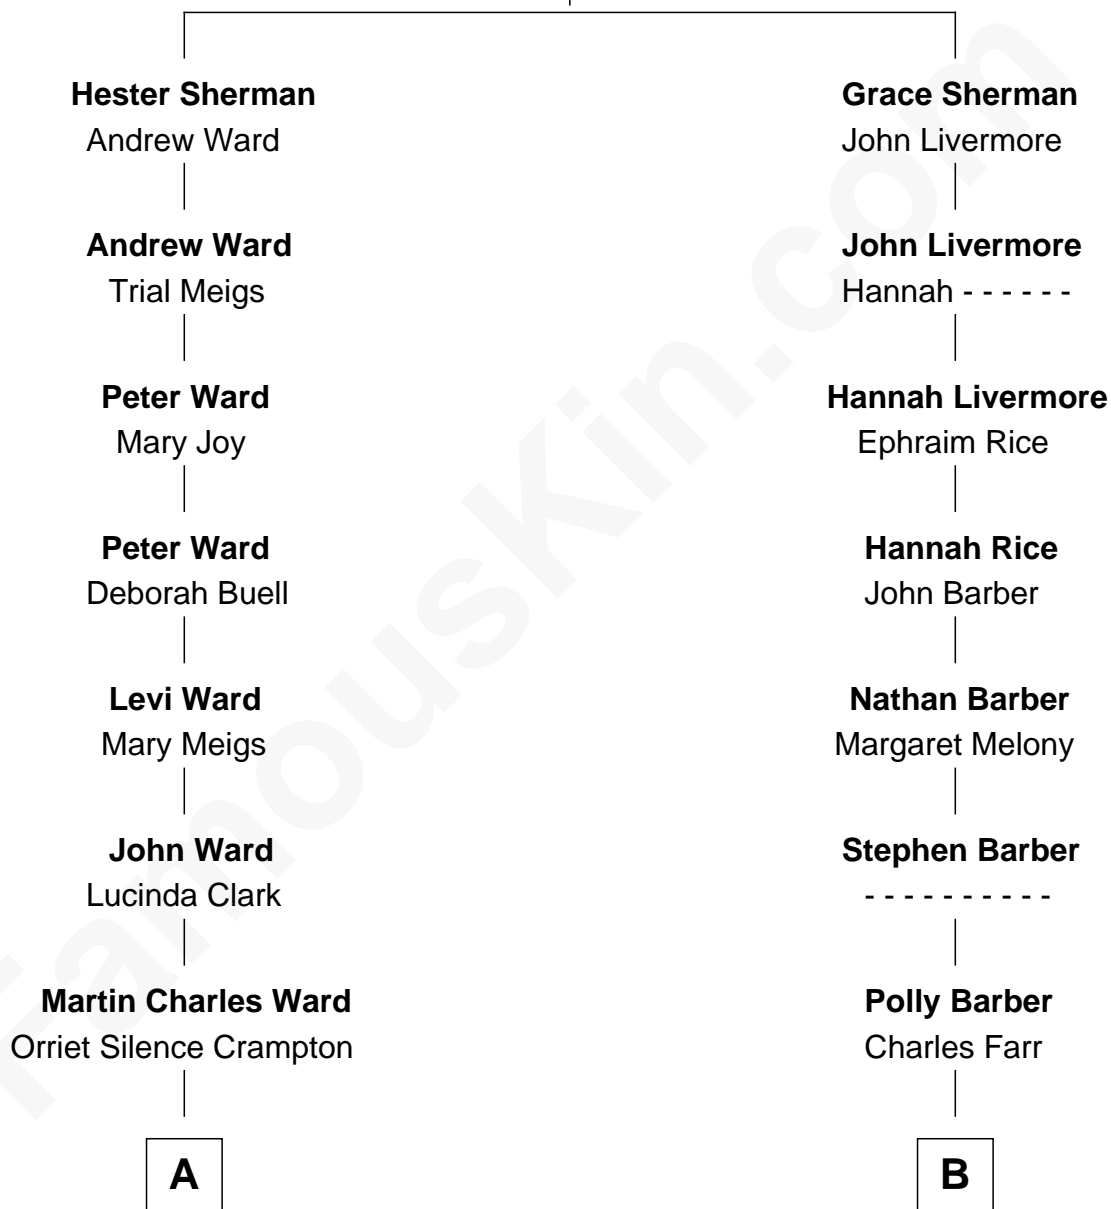 Hester Sherman
Andrew Ward
Andrew Ward
Trial Meigs
Peter Ward
Mary Joy
Peter Ward
Deborah Buell
Levi Ward
Mary Meigs
John Ward
Lucinda Clark
Martin Charles Ward
Orriet Silence Crampton
A
Grace Sherman
John Livermore
John Livermore
Hannah - - - - - -
Hannah Livermore
Ephraim Rice
Hannah Rice
John Barber
Nathan Barber
Margaret Melony
Stephen Barber
- - - - - - - - - -
Polly Barber
Charles Farr
B
FamousKin.com